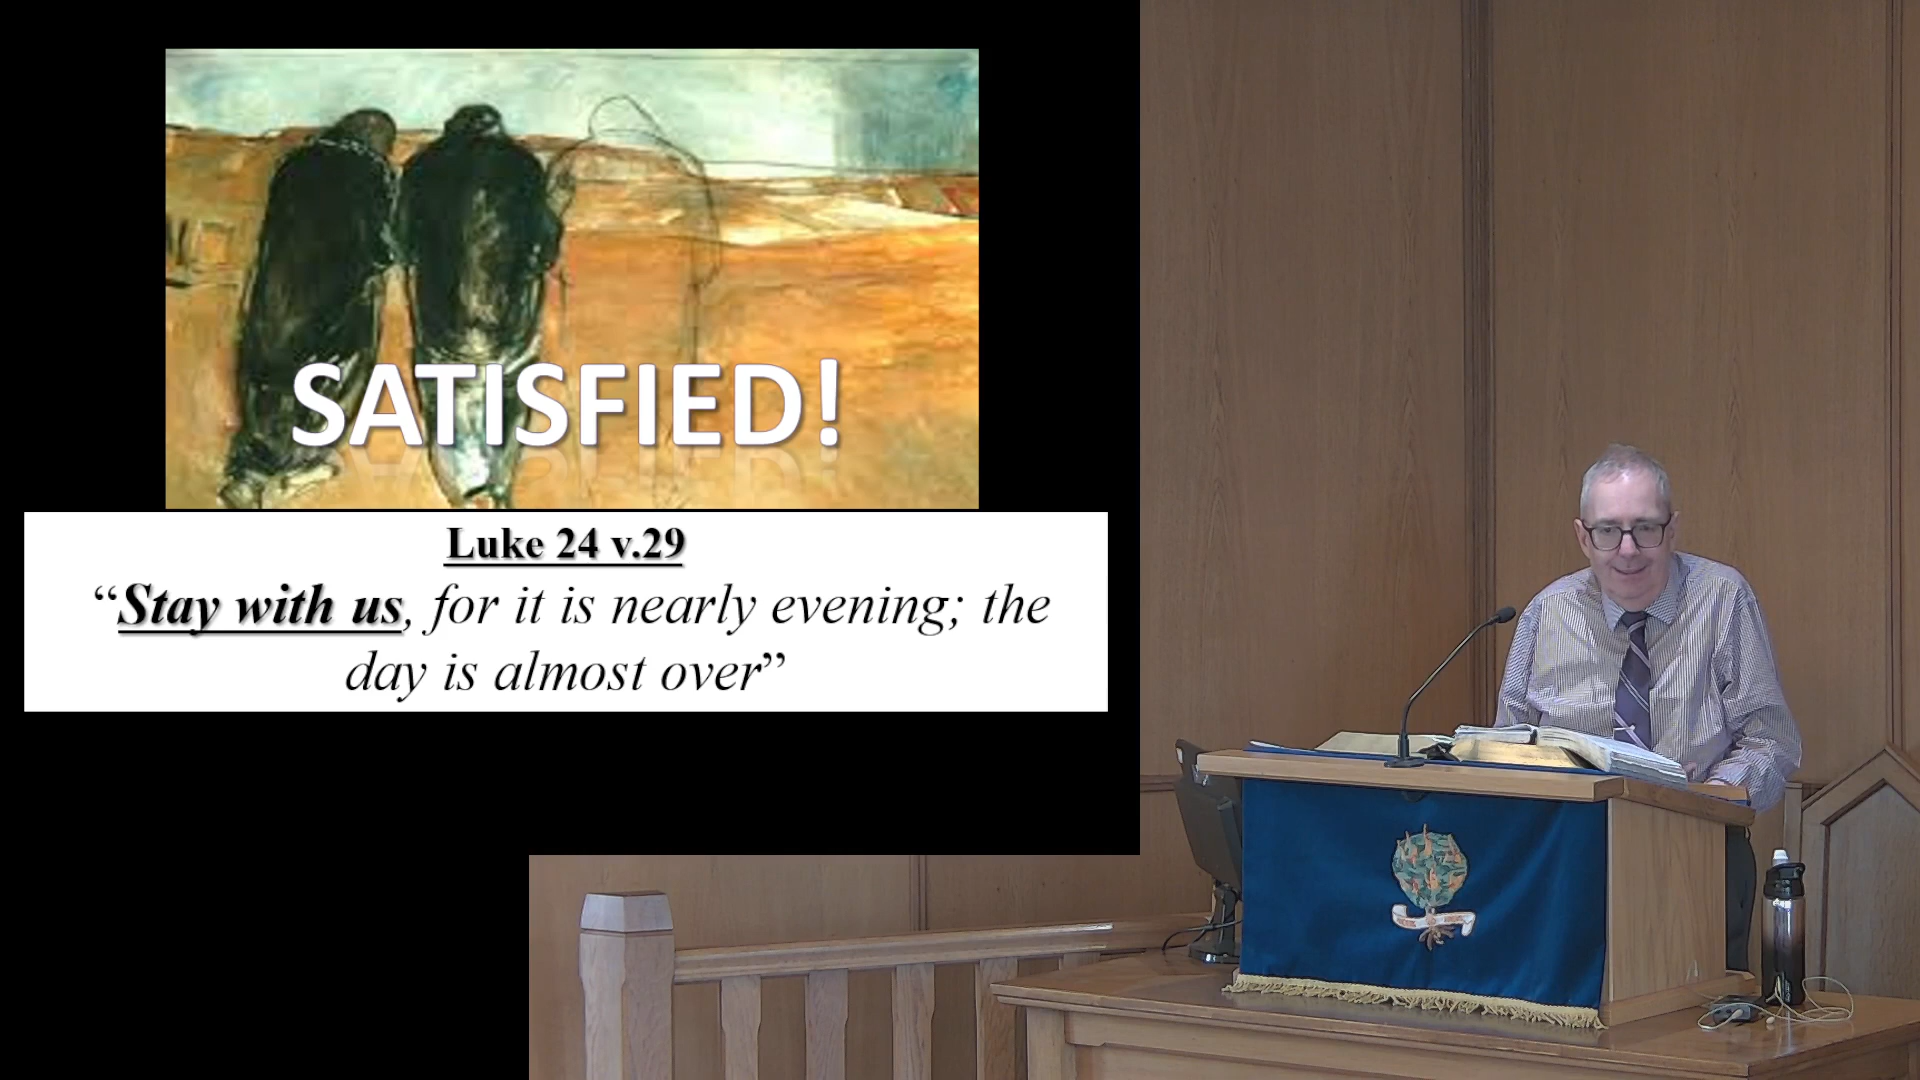 SATISFIED!
Luke 24 v.29
“Stay with us, for it is nearly evening; the
day is almost over”